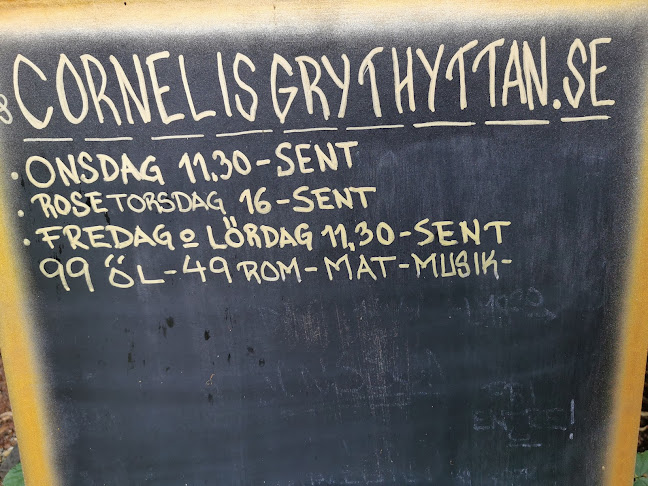 CORNELISGRYTHYTTAN.SE
• ONSDAG 11,30-SENT
• ROSETORSDAG 16-SENT
• FREDAG o LÖRDAG 11,30-SENT
99 ÖL-49 ROM-MAT-MUSIK-